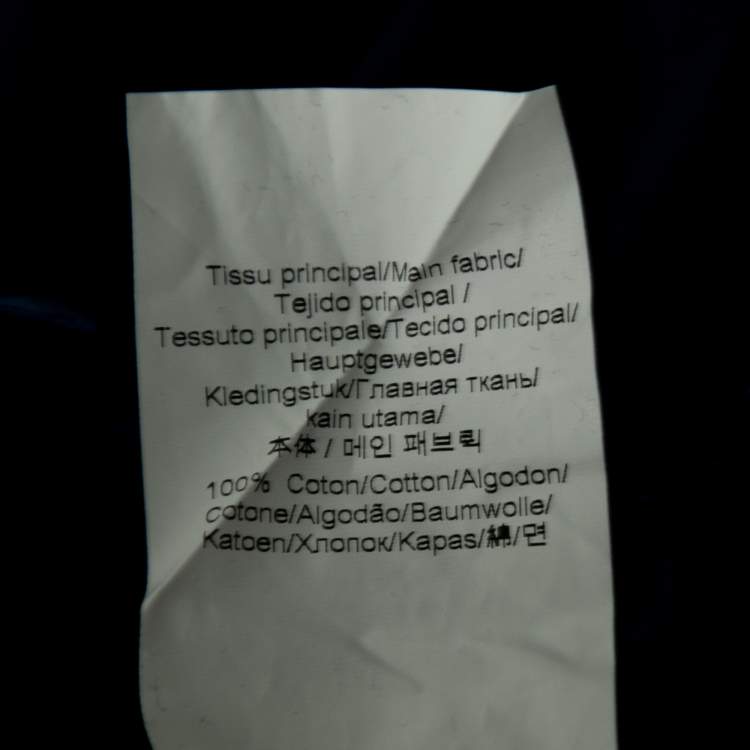 Tissu principal/Main fabric/
Tejido principal /
Tessuto principale/Tecido principal/
Hauptgewebe/
Kledingstuk/Главная ткань/
kain utama/
本体 / 메인 패브릭
100% Coton/Cotton/Algodon/
Cotone/Algodão/Baumwolle/
Katoen/Хлопок/Kapas/綿/면